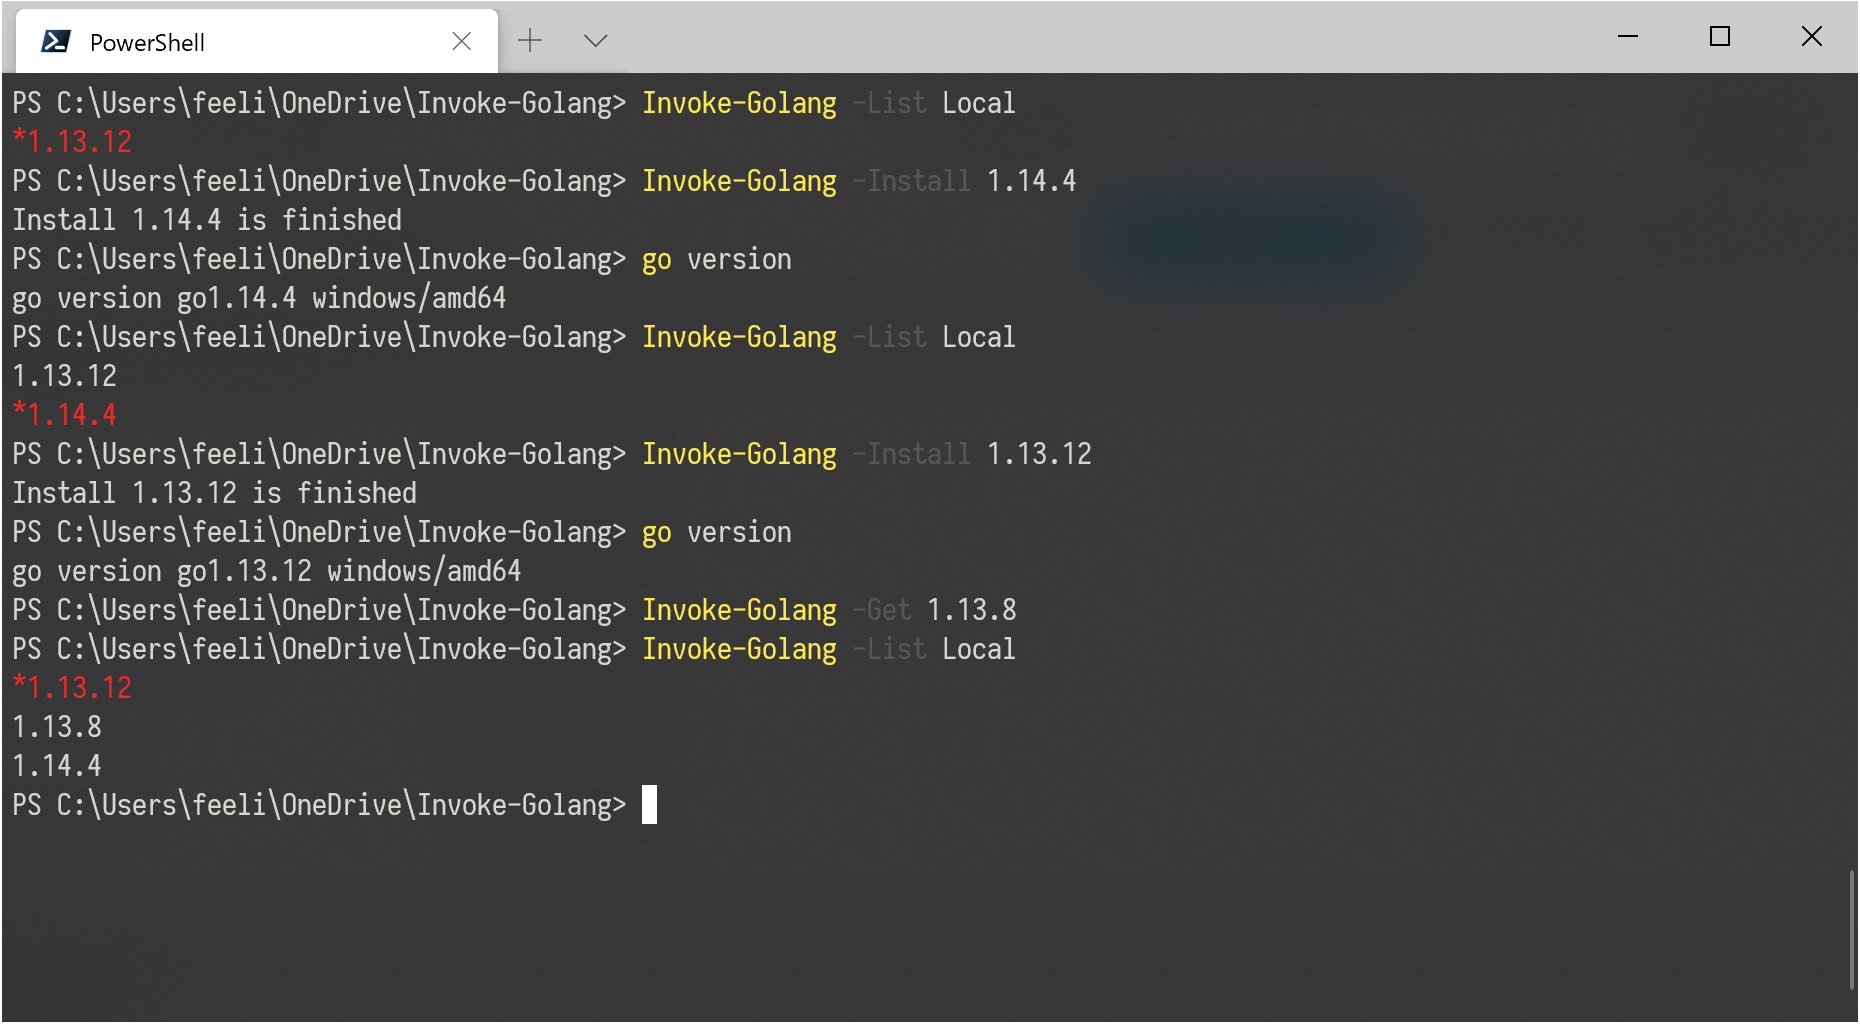 PowerShell
PS C:\Users\feeli\OneDrive\Invoke-Golang> Invoke-Golang -List Local
*1.13.12
PS C:\Users\feeli\OneDrive\Invoke-Golang> Invoke-Golang -Install 1.14.4
Install 1.14.4 is finished
PS C:\Users\feeli\OneDrive\Invoke-Golang> go version
go version go1.14.4 windows/amd64
PS C:\Users\feeli\OneDrive\Invoke-Golang> Invoke-Golang -List Local
1.13.12
*1.14.4
PS C:\Users\feeli\OneDrive\Invoke-Golang> Invoke-Golang -Install 1.13.12
Install 1.13.12 is finished
PS C:\Users\feeli\OneDrive\Invoke-Golang> go version
go version go1.13.12 windows/amd64
PS C:\Users\feeli\OneDrive\Invoke-Golang> Invoke-Golang -Get 1.13.8
PS C:\Users\feeli\OneDrive\Invoke-Golang> Invoke-Golang -List Local
*1.13.12
1.13.8
1.14.4
PS C:\Users\feeli\OneDrive\Invoke-Golang>